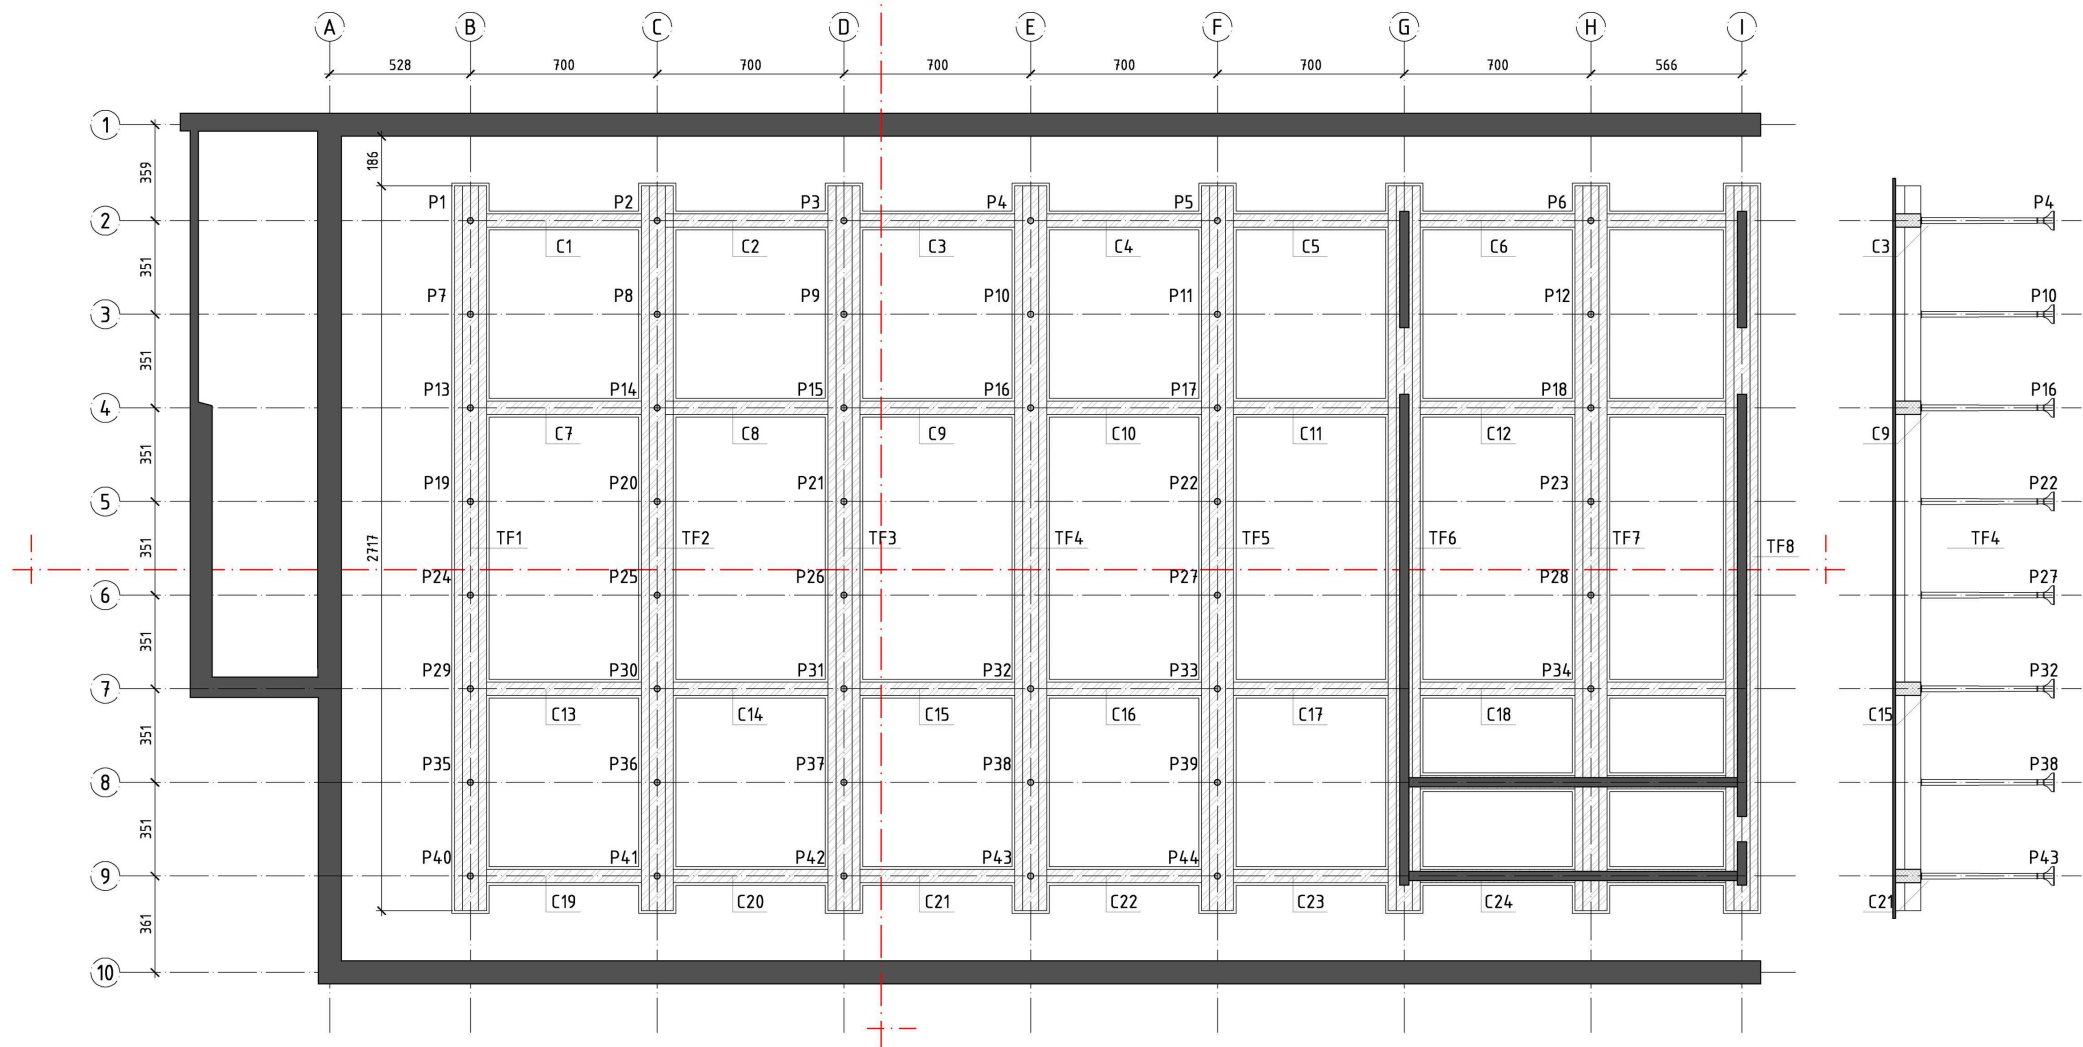 A B C D E F G H I
528 700 700 700 700 700 700 566
1
359
186
P1 P2 P3 P4 P5 P6 P4
2
C1 C2 C3 C4 C5 C6 C3
351
P7 P8 P9 P10 P11 P12 P10
3
351
P13 P14 P15 P16 P17 P18 P16
4
C7 C8 C9 C10 C11 C12 C9
351
P19 P20 P21 P22 P23 P22
5
TF1 TF2 TF3 TF4 TF5 TF6 TF7 TF8 TF4
351
2717
P24 P25 P26 P27 P28 P27
6
351
P29 P30 P31 P32 P33 P34 P32
7
C13 C14 C15 C16 C17 C18 C15
351
P35 P36 P37 P38 P39 P38
8
351
P40 P41 P42 P43 P44 P43
9
C19 C20 C21 C22 C23 C24 C21
361
10